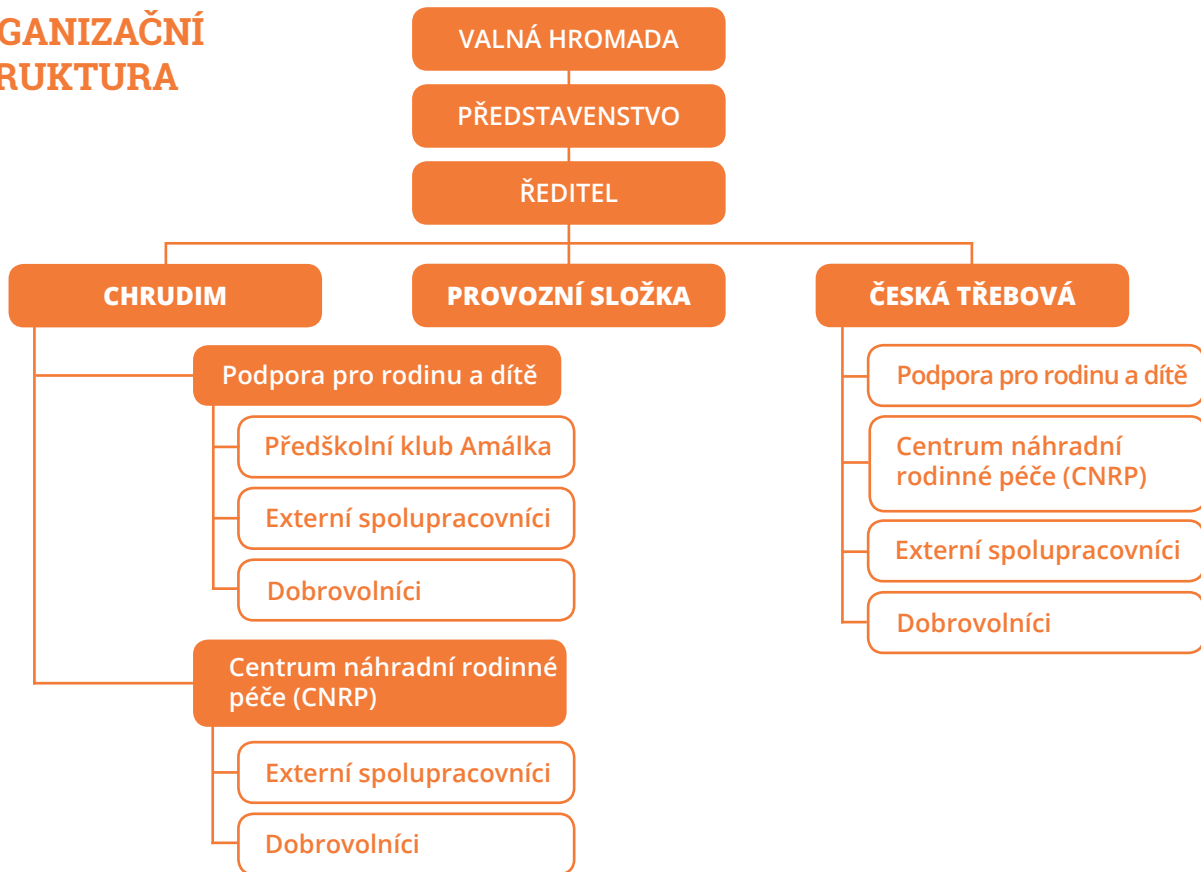 GANIZAČNÍ
RUKTURA
VALNÁ HROMADA
PŘEDSTAVENSTVO
ŘEDITEL
CHRUDIM
PROVOZNÍ SLOŽKA
ČESKÁ TŘEBOVÁ
Podpora pro rodinu a dítě
Předškolní klub Amálka
Externí spolupracovníci
Dobrovolníci
Centrum náhradní rodinné
péče (CNRP)
Externí spolupracovníci
Dobrovolníci
Podpora pro rodinu a dítě
Centrum náhradní
rodinné péče (CNRP)
Externí spolupracovníci
Dobrovolníci